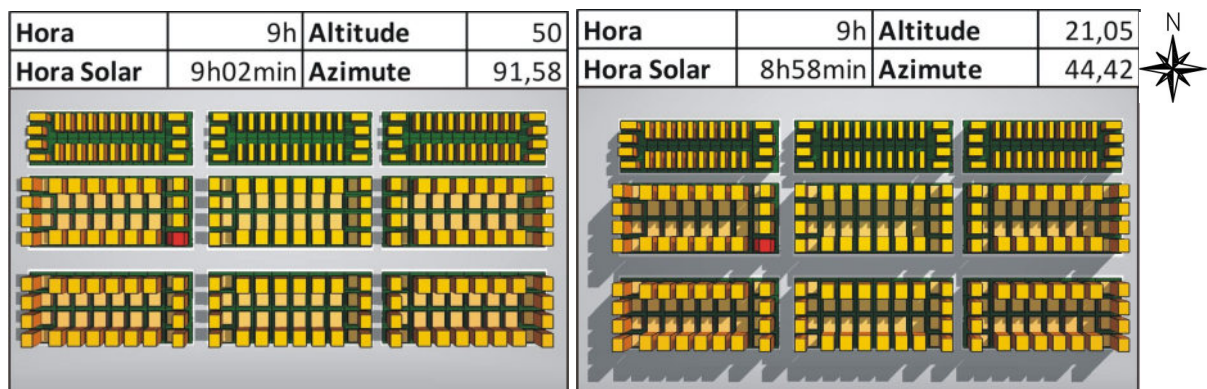 Hora 9h Altitude 50
Hora Solar 9h02min Azimute 91,58
Hora 9h Altitude 21,05
Hora Solar 8h58min Azimute 44,42
N